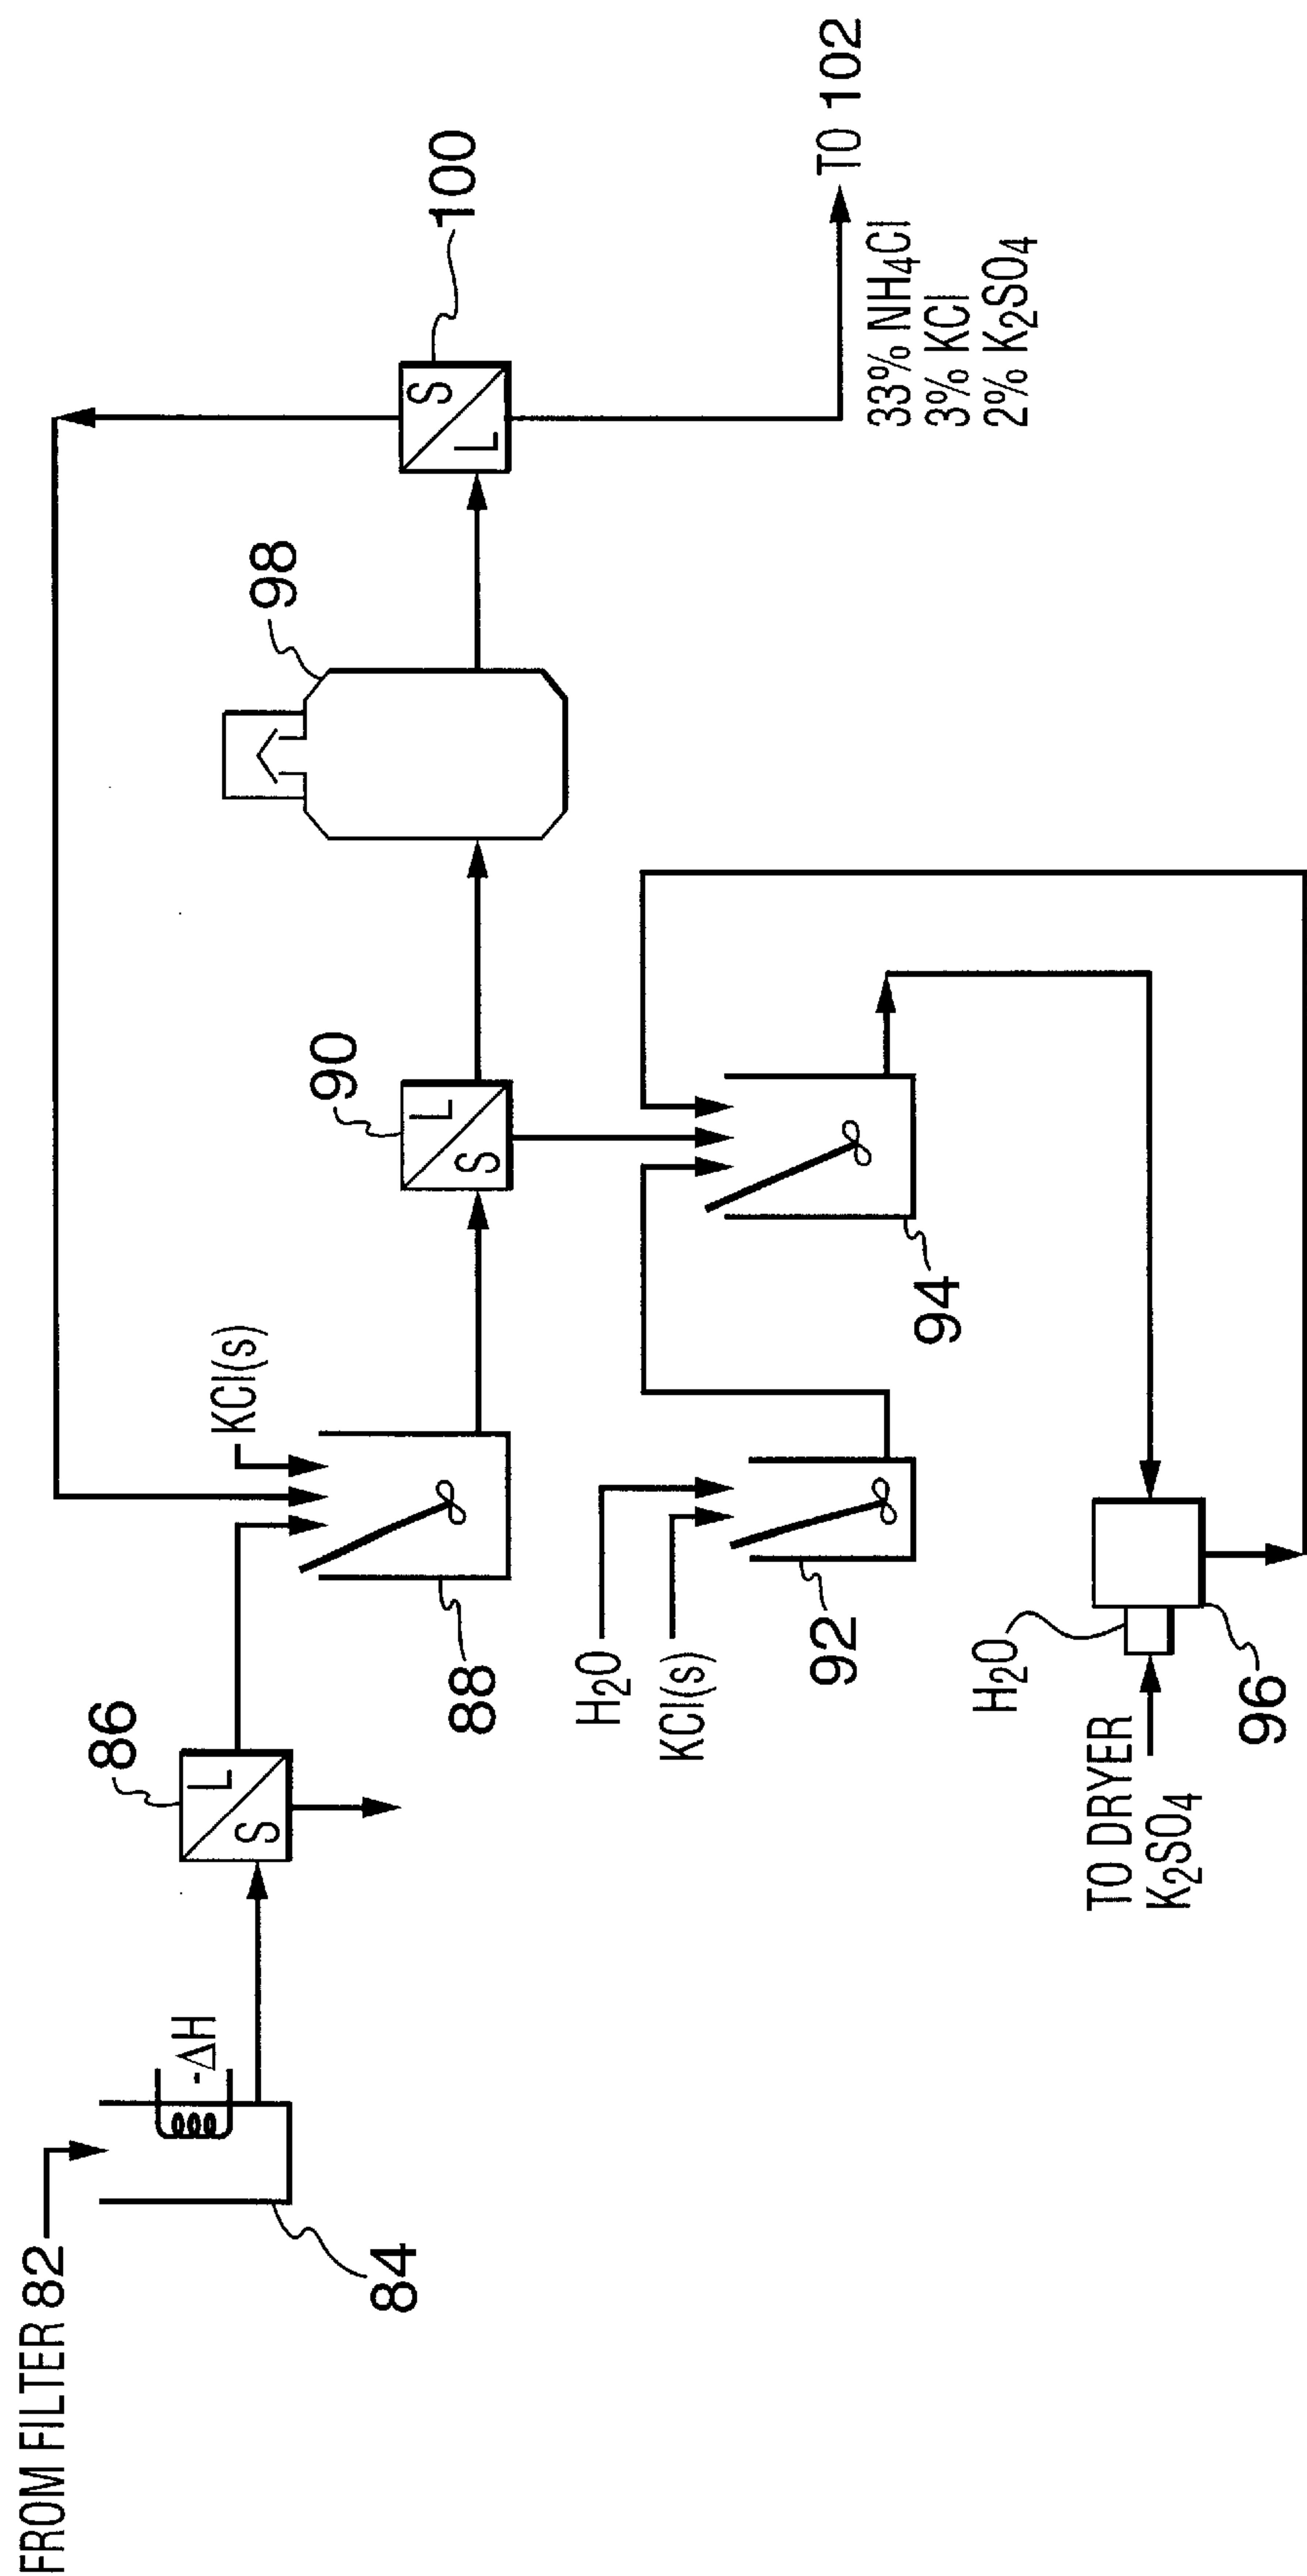 FROM FILTER 82
84
-ΔH
86
L
S
88
KCl(s)
90
L
S
H2O
KCl(s)
92
94
H2O
TO DRYER
K2SO4
96
98
100
S
L
TO 102
33% NH4Cl
3% KCl
2% K2SO4